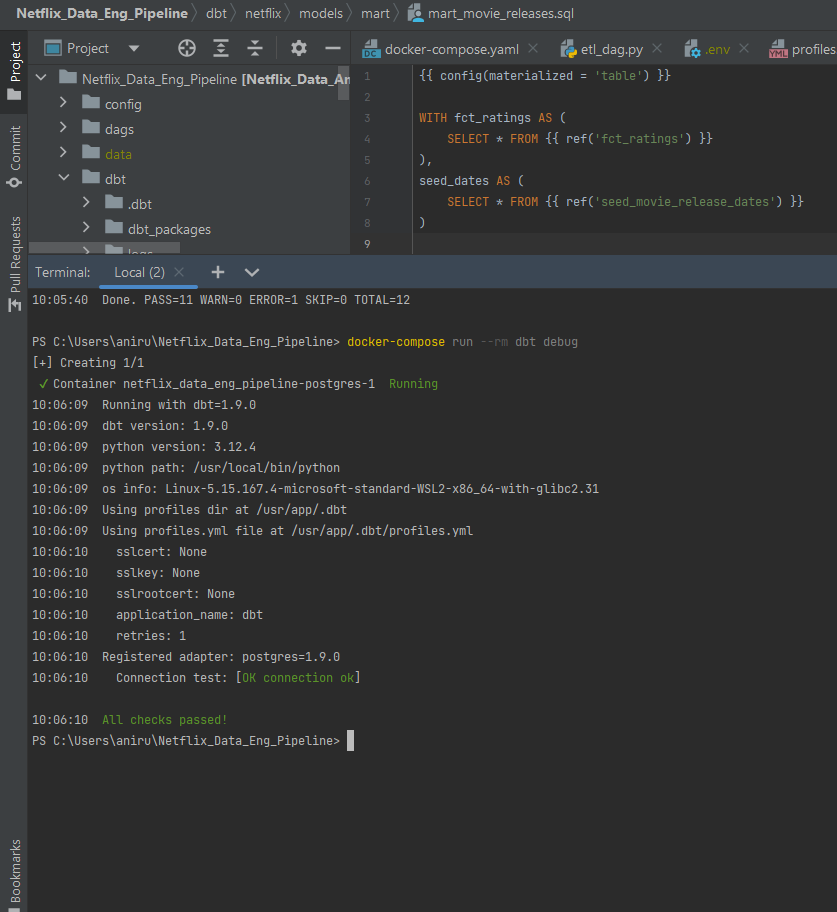 Netflix_Data_Eng_Pipeline dbt netflix models mart mart_movie_releases.sql
Project
docker-compose.yaml etl_dag.py .env profiles
Project
Commit
Pull Requests
Bookmarks
Netflix_Data_Eng_Pipeline [Netflix_Data_An
config
dags
data
dbt
.dbt
dbt_packages
logs
1 {{ config(materialized = 'table') }}
2
3 WITH fct_ratings AS (
4 SELECT * FROM {{ ref('fct_ratings') }}
5 ),
6 seed_dates AS (
7 SELECT * FROM {{ ref('seed_movie_release_dates') }}
8 )
9
Terminal: Local (2)
10:05:40 Done. PASS=11 WARN=0 ERROR=1 SKIP=0 TOTAL=12
PS C:\Users\aniru\Netflix_Data_Eng_Pipeline> docker-compose run --rm dbt debug
[+] Creating 1/1
✓ Container netflix_data_eng_pipeline-postgres-1 Running
10:06:09 Running with dbt=1.9.0
10:06:09 dbt version: 1.9.0
10:06:09 python version: 3.12.4
10:06:09 python path: /usr/local/bin/python
10:06:09 os info: Linux-5.15.167.4-microsoft-standard-WSL2-x86_64-with-glibc2.31
10:06:09 Using profiles dir at /usr/app/.dbt
10:06:09 Using profiles.yml file at /usr/app/.dbt/profiles.yml
10:06:10 sslcert: None
10:06:10 sslkey: None
10:06:10 sslrootcert: None
10:06:10 application_name: dbt
10:06:10 retries: 1
10:06:10 Registered adapter: postgres=1.9.0
10:06:10 Connection test: [OK connection ok]
10:06:10 All checks passed!
PS C:\Users\aniru\Netflix_Data_Eng_Pipeline>